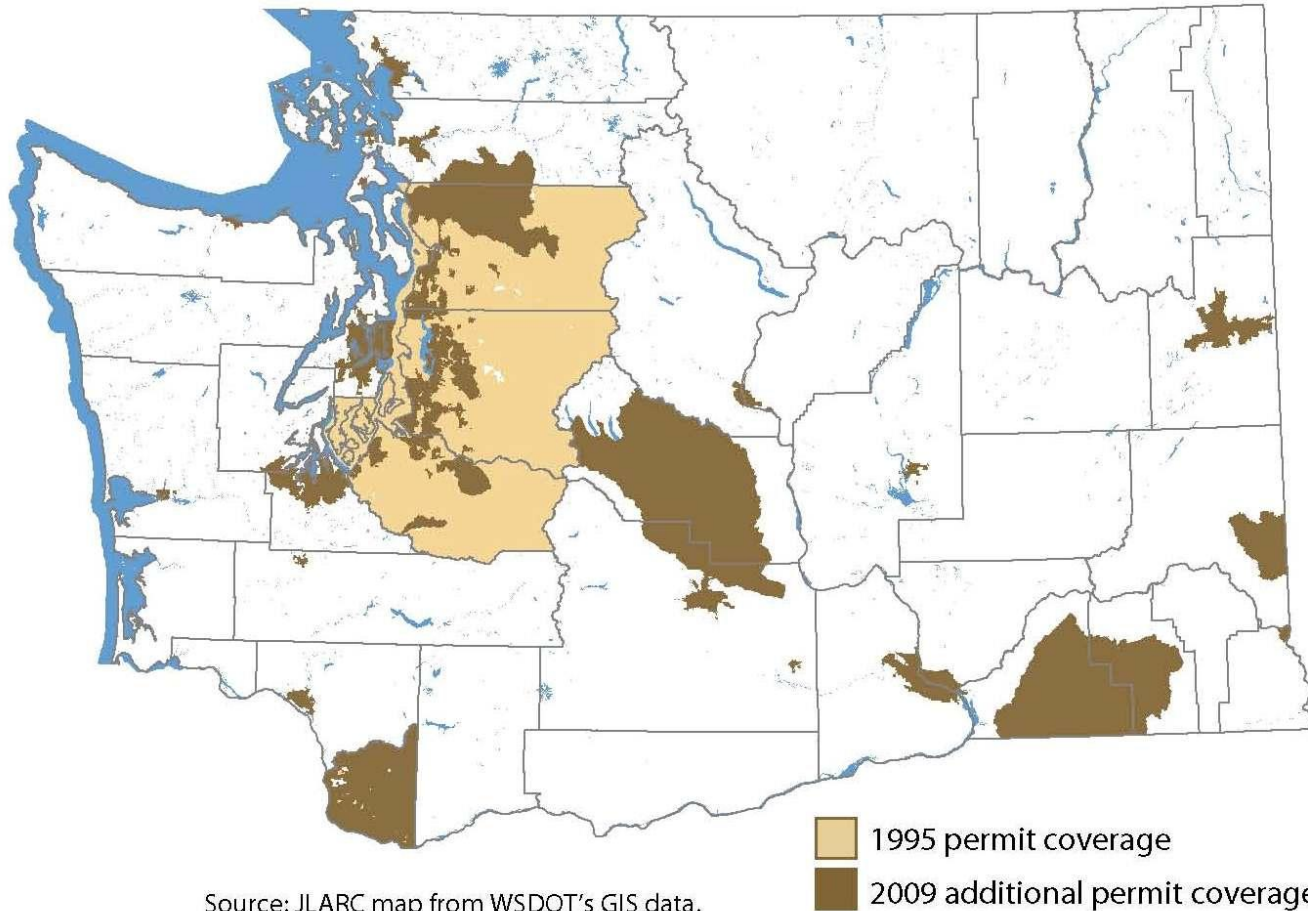 1995 permit coverage
2009 additional permit coverage
Source: JLARC map from WSDOT's GIS data.